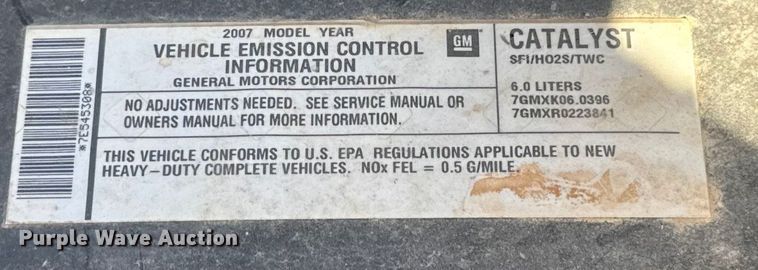 *7E545308*
2007 MODEL YEAR
VEHICLE EMISSION CONTROL
INFORMATION
GENERAL MOTORS CORPORATION
GM
CATALYST
SFI/HO2S/TWC
6.0 LITERS
7GMXK06.0396
7GMXR0223841
NO ADJUSTMENTS NEEDED. SEE SERVICE MANUAL OR
OWNERS MANUAL FOR MORE INFORMATION.
THIS VEHICLE CONFORMS TO U.S. EPA REGULATIONS APPLICABLE TO NEW
HEAVY-DUTY COMPLETE VEHICLES. NOx FEL = 0.5 G/MILE.
Purple Wave Auction